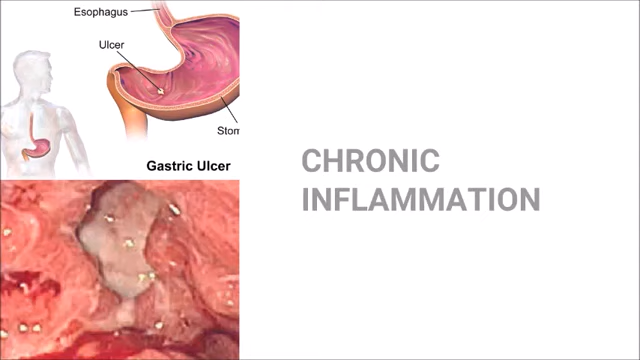 Esophagus
Ulcer
Stom
Gastric Ulcer
CHRONIC
INFLAMMATION